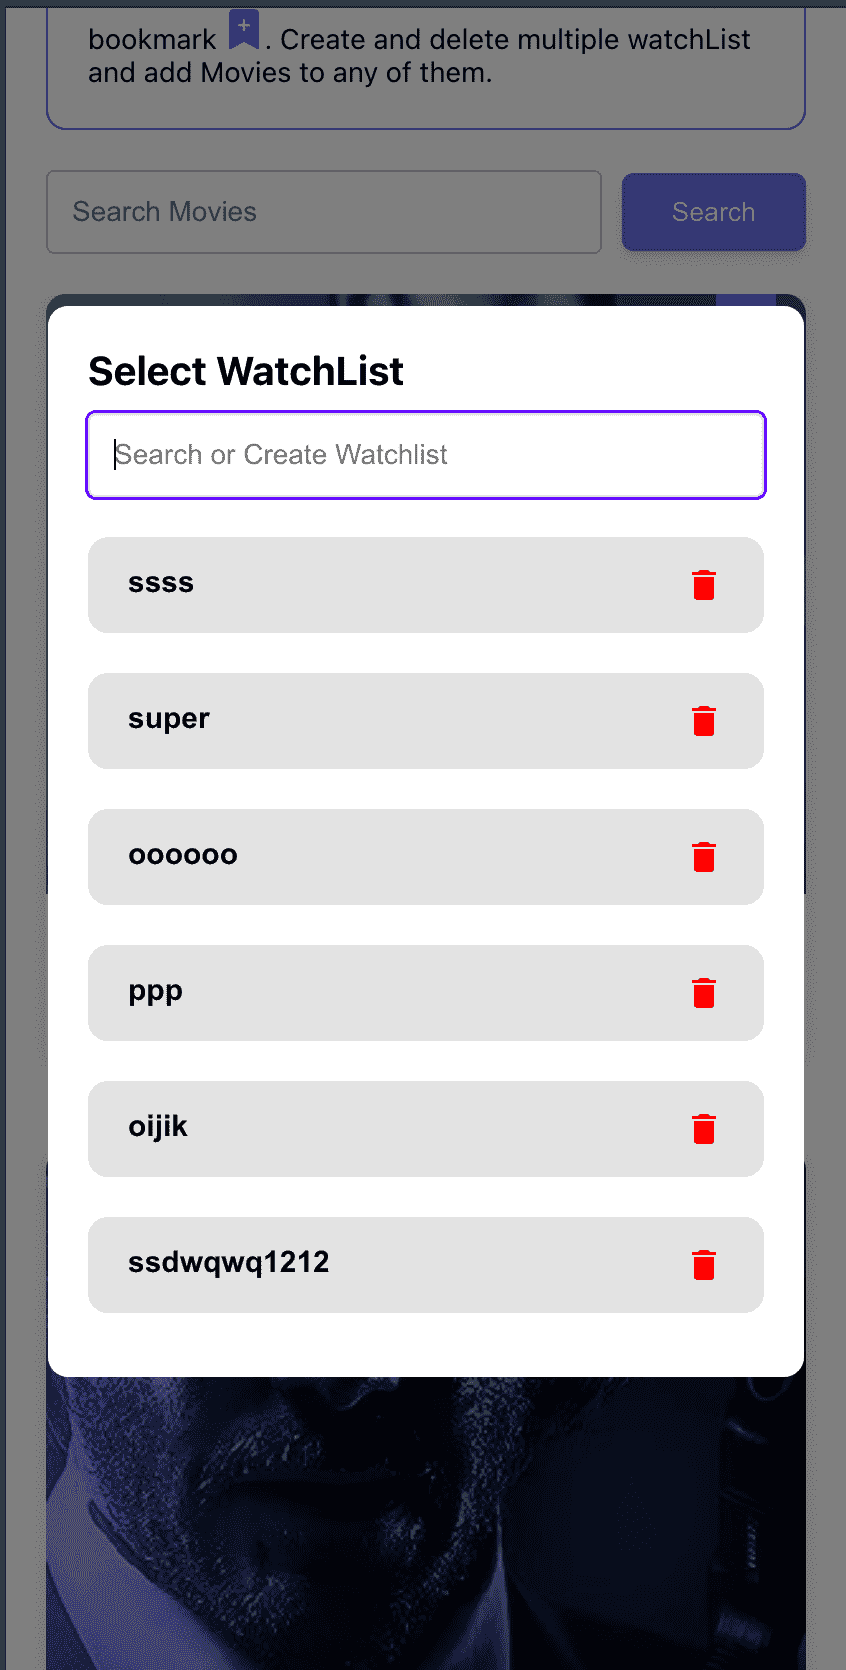 bookmark . Create and delete multiple watchList
and add Movies to any of them.
Search Movies
Search
Select WatchList
Search or Create Watchlist
ssss
super
oooooo
ppp
oijik
ssdwqwq1212